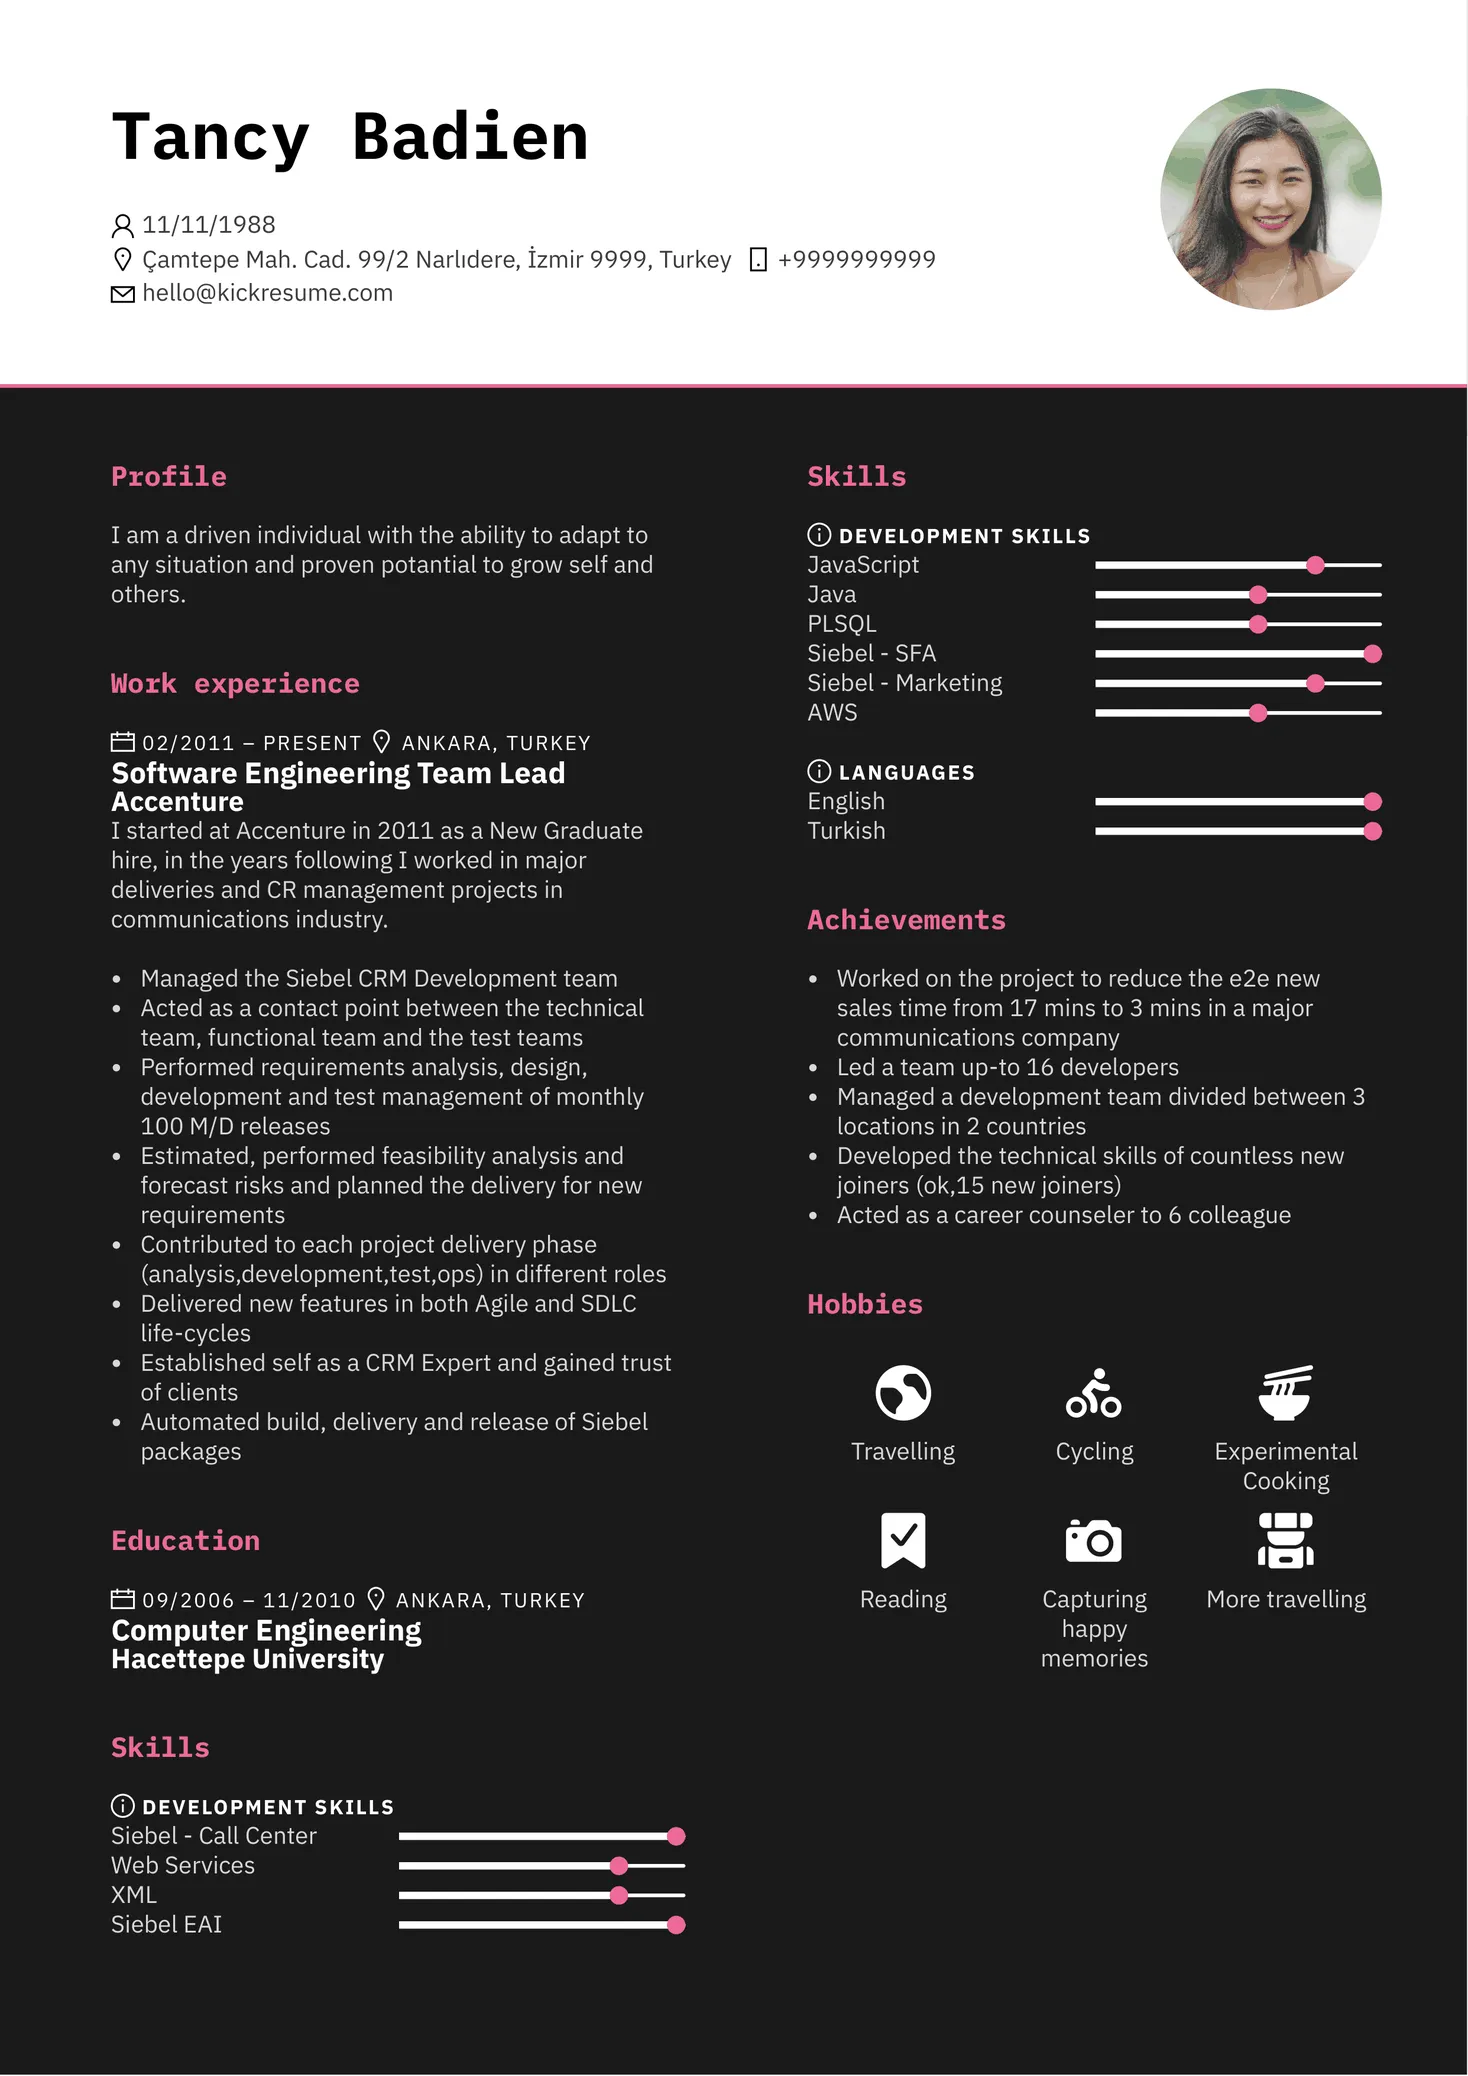 Tancy Badien
11/11/1988
Çamtepe Mah. Cad. 99/2 Narlıdere, İzmir 9999, Turkey +9999999999
hello@kickresume.com
Profile
I am a driven individual with the ability to adapt to
any situation and proven potential to grow self and
others.
Work experience
02/2011 – PRESENT ANKARA, TURKEY
Software Engineering Team Lead
Accenture
I started at Accenture in 2011 as a New Graduate
hire, in the years following I worked in major
deliveries and CR management projects in
communications industry.
• Managed the Siebel CRM Development team
• Acted as a contact point between the technical
team, functional team and the test teams
• Performed requirements analysis, design,
development and test management of monthly
100 M/D releases
• Estimated, performed feasibility analysis and
forecast risks and planned the delivery for new
requirements
• Contributed to each project delivery phase
(analysis,development,test,ops) in different roles
• Delivered new features in both Agile and SDLC
life-cycles
• Established self as a CRM Expert and gained trust
of clients
• Automated build, delivery and release of Siebel
packages
Education
09/2006 – 11/2010 ANKARA, TURKEY
Computer Engineering
Hacettepe University
Skills
DEVELOPMENT SKILLS
Siebel - Call Center
Web Services
XML
Siebel EAI
Skills
DEVELOPMENT SKILLS
JavaScript
Java
PLSQL
Siebel - SFA
Siebel - Marketing
AWS
LANGUAGES
English
Turkish
Achievements
• Worked on the project to reduce the e2e new
sales time from 17 mins to 3 mins in a major
communications company
• Led a team up-to 16 developers
• Managed a development team divided between 3
locations in 2 countries
• Developed the technical skills of countless new
joiners (ok,15 new joiners)
• Acted as a career counseler to 6 colleague
Hobbies
Travelling
Cycling
Experimental
Cooking
Reading
Capturing
happy
memories
More travelling